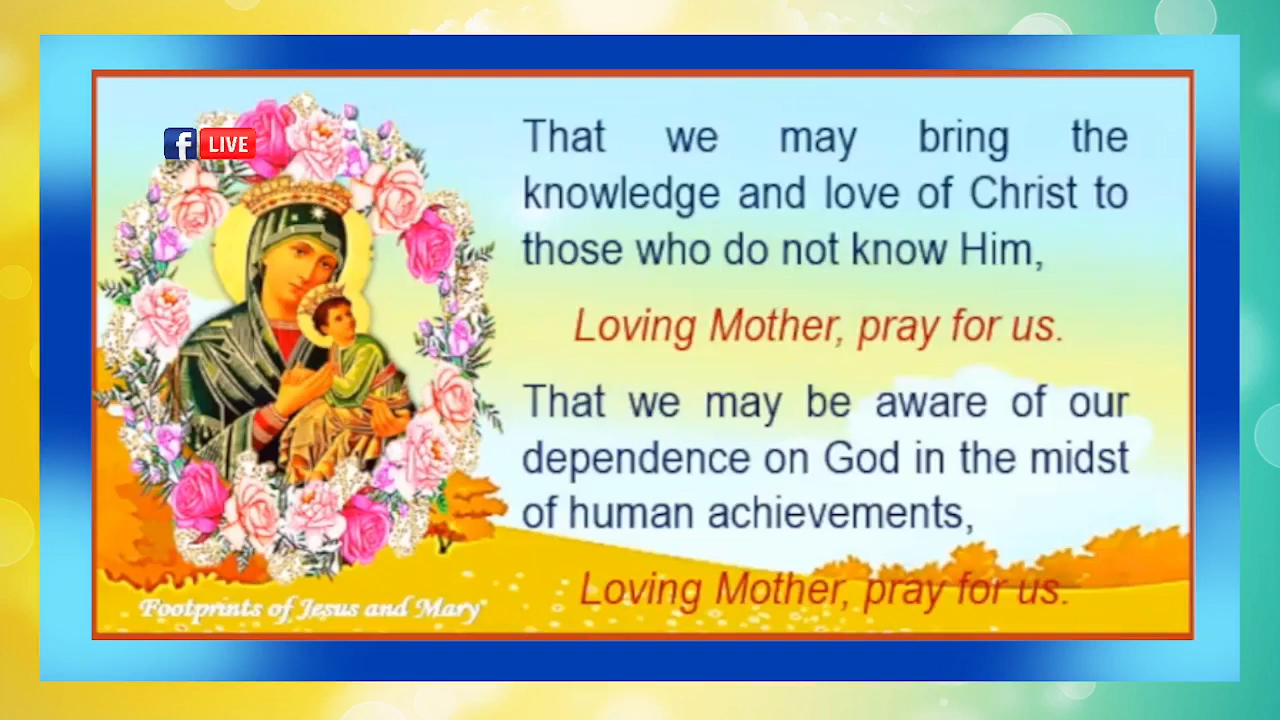 f LIVE
That we may bring the
knowledge and love of Christ to
those who do not know Him,
Loving Mother, pray for us.
That we may be aware of our
dependence on God in the midst
of human achievements,
Loving Mother, pray for us.
Footprints of Jesus and Mary